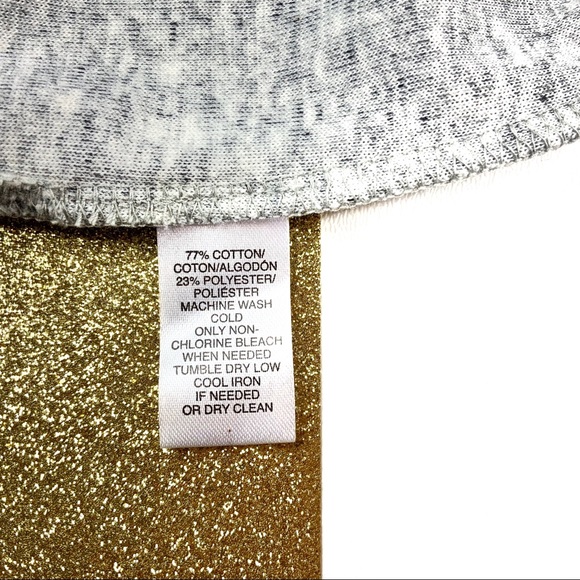 77% COTTON/
COTON/ALGODÓN
23% POLYESTER/
POLIÉSTER
MACHINE WASH
COLD
ONLY NON-
CHLORINE BLEACH
WHEN NEEDED
TUMBLE DRY LOW
COOL IRON
IF NEEDED
OR DRY CLEAN